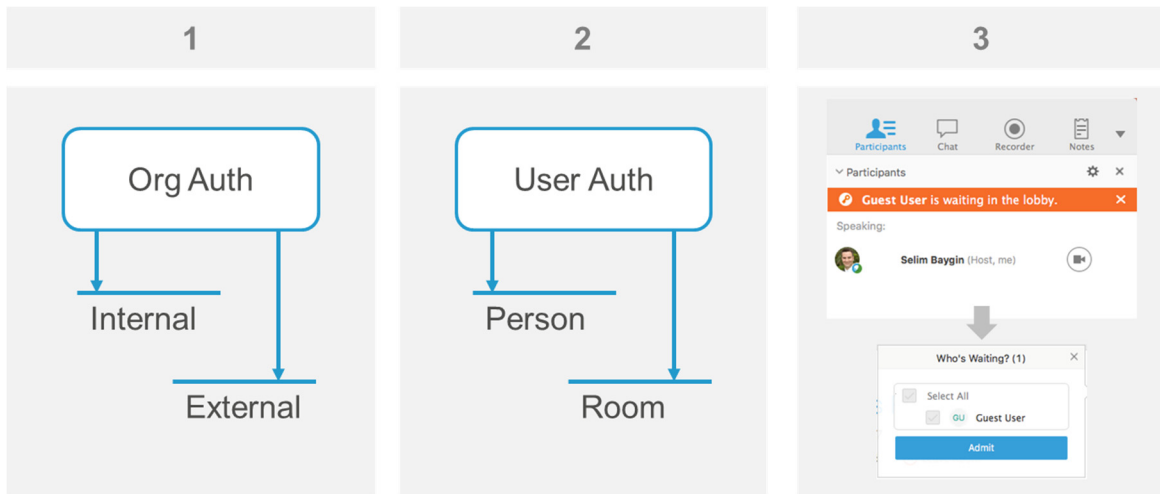 1
2
3
Org Auth
Internal
External
User Auth
Person
Room
Participants
Chat
Recorder
Notes
Participants
Guest User is waiting in the lobby.
Speaking:
Selim Baygin (Host, me)
Who's Waiting? (1)
Select All
GU Guest User
Admit